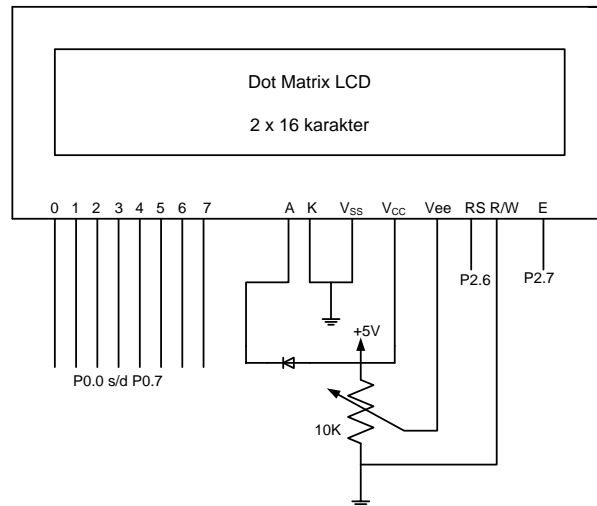 Dot Matrix LCD
2 x 16 karakter
0 1 2 3 4 5 6 7 A K VSS VCC Vee RS R/W E
P2.6 P2.7
+5V
P0.0 s/d P0.7
10K